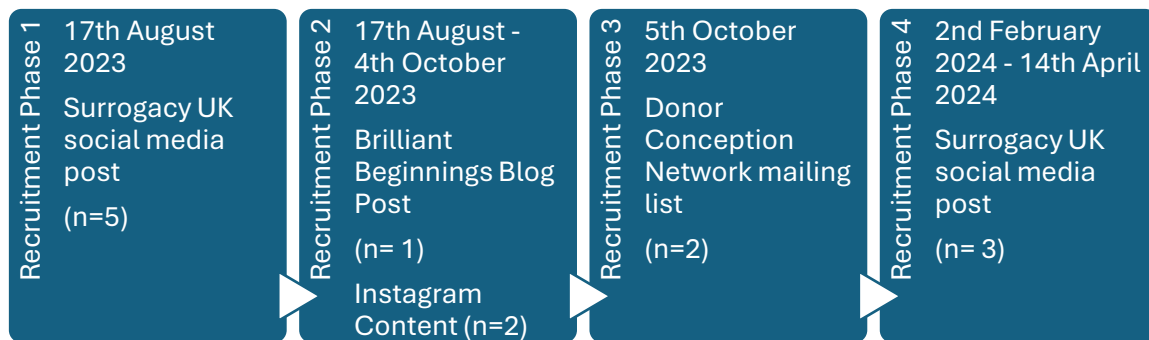 Recruitment Phase 1
17th August
2023
Surrogacy UK
social media
post
(n=5)
Recruitment Phase 2
17th August -
4th October
2023
Brilliant
Beginnings Blog
Post
(n= 1)
Instagram
Content (n=2)
Recruitment Phase 3
5th October
2023
Donor
Conception
Network mailing
list
(n=2)
Recruitment Phase 4
2nd February
2024 - 14th April
2024
Surrogacy UK
social media
post
(n= 3)